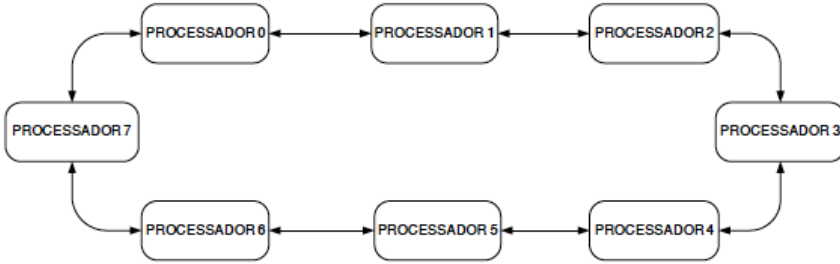 PROCESSADOR 0
PROCESSADOR 1
PROCESSADOR 2
PROCESSADOR 7
PROCESSADOR 3
PROCESSADOR 6
PROCESSADOR 5
PROCESSADOR 4